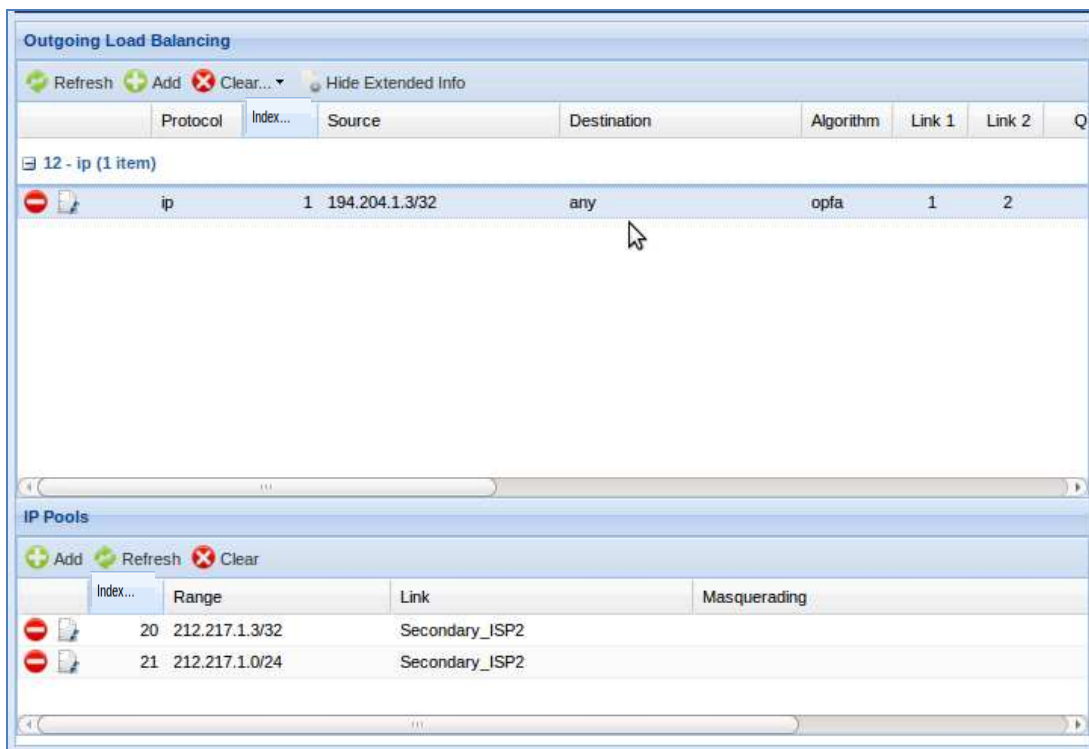 Outgoing Load Balancing
Refresh Add Clear... Hide Extended Info
Protocol Index... Source Destination Algorithm Link 1 Link 2 Q
12 - ip (1 item)
ip 1 194.204.1.3/32 any opfa 1 2
IP Pools
Add Refresh Clear
Index... Range Link Masquerading
20 212.217.1.3/32 Secondary_ISP2
21 212.217.1.0/24 Secondary_ISP2